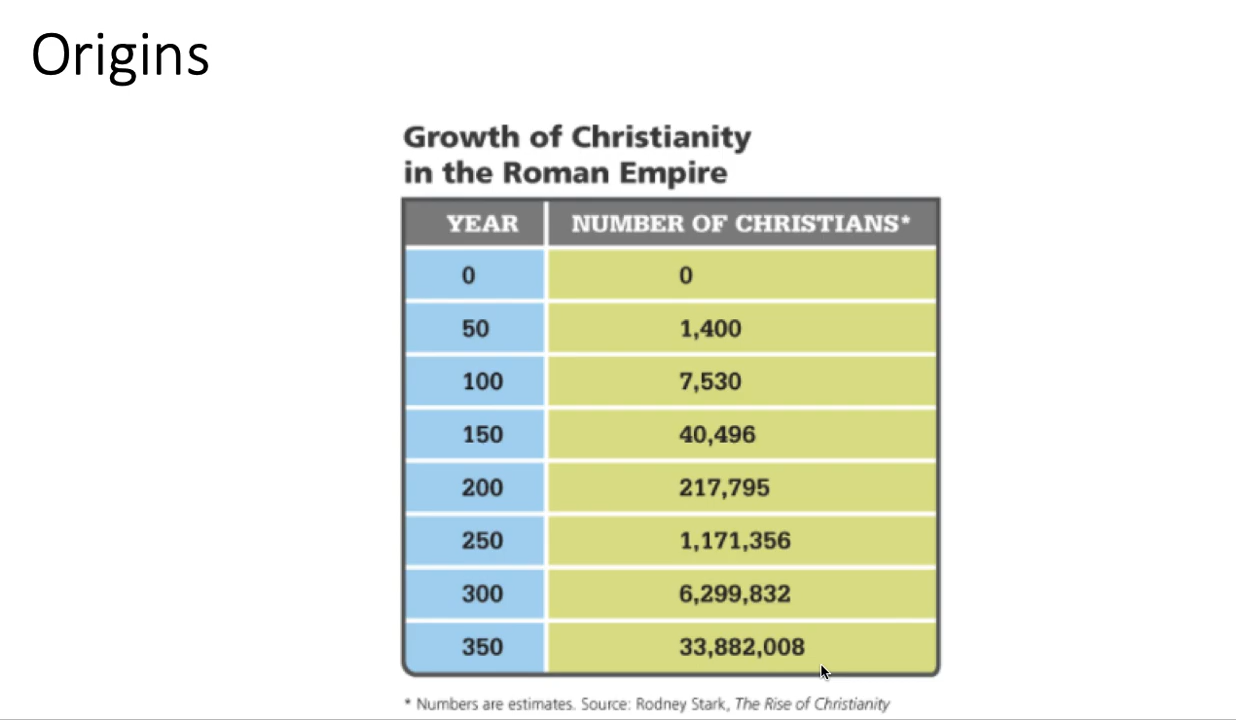 Origins
Growth of Christianity
in the Roman Empire
YEAR NUMBER OF CHRISTIANS*
0 0
50 1,400
100 7,530
150 40,496
200 217,795
250 1,171,356
300 6,299,832
350 33,882,008
* Numbers are estimates. Source: Rodney Stark, The Rise of Christianity